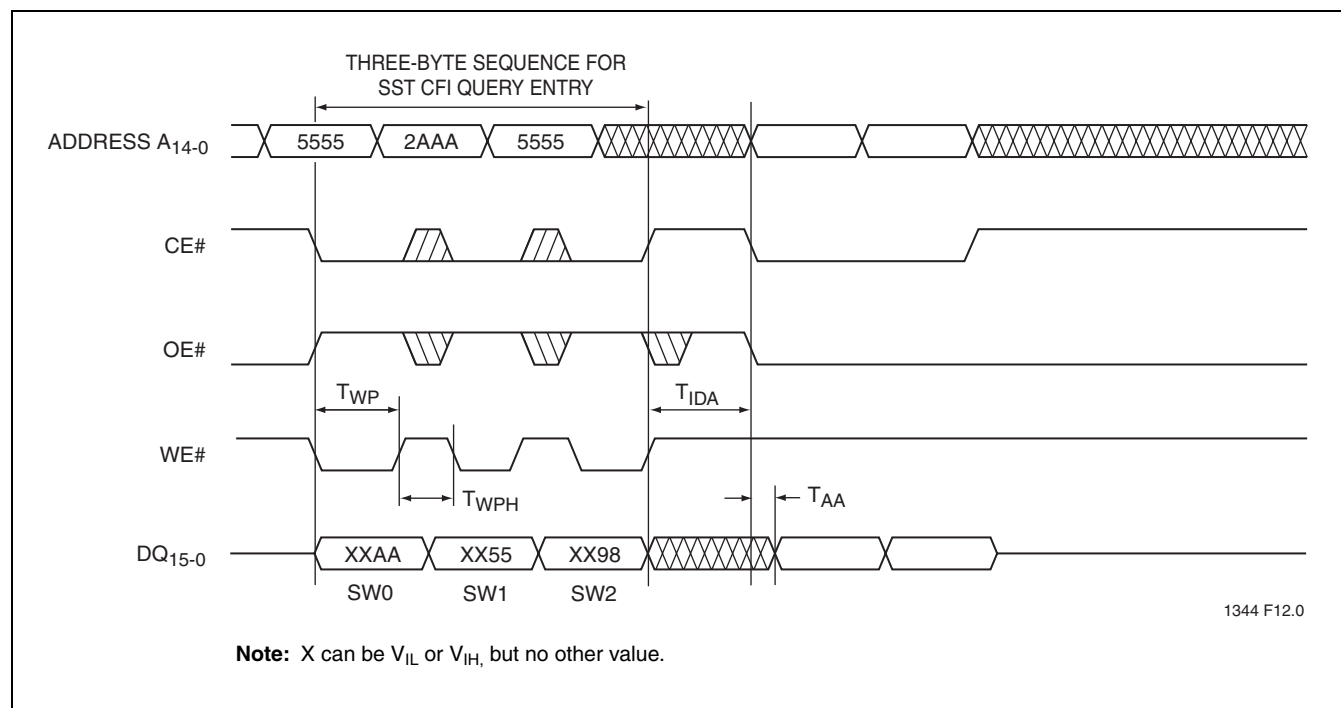 THREE-BYTE SEQUENCE FOR
SST CFI QUERY ENTRY
ADDRESS A14-0
5555 2AAA 5555
CE#
OE#
TWP TIDA
WE#
TWPH TAA
DQ15-0
XXAA XX55 XX98
SW0 SW1 SW2
1344 F12.0
Note: X can be VIL or VIH, but no other value.